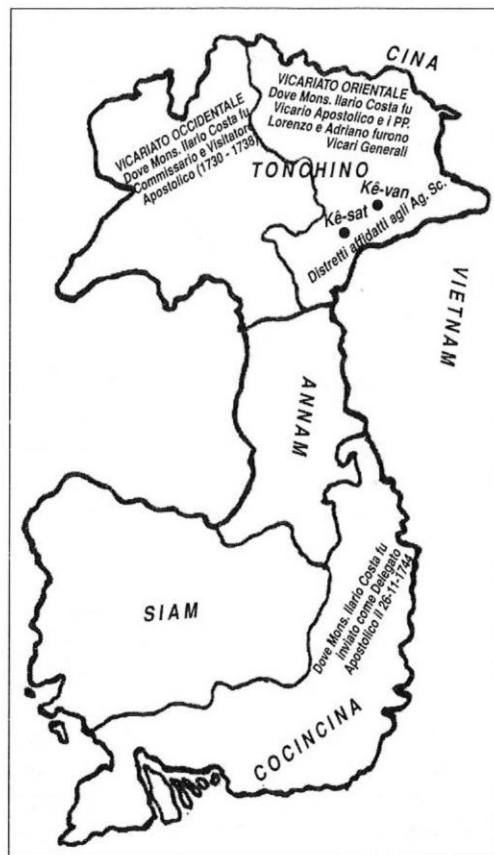 CINA
VICARIATO ORIENTALE
Dove Mons. Ilario Costa fu
Vicario Apostolico e i PP.
Lorenzo e Adriano furono
Vicari Generali
VICARIATO OCCIDENTALE
Dove Mons. Ilario Costa fu
Commissario e Visitatore
Apostolico (1730 - 1735)
TONCHINO
Kê-van
Kê-sat
Distretti affidatti agli Ag. Sc.
VIETNAM
ANNAM
SIAM
Dove Mons. Ilario Costa fu
inviato come Delegato
Apostolico il 26-11-1744
COCINCINA